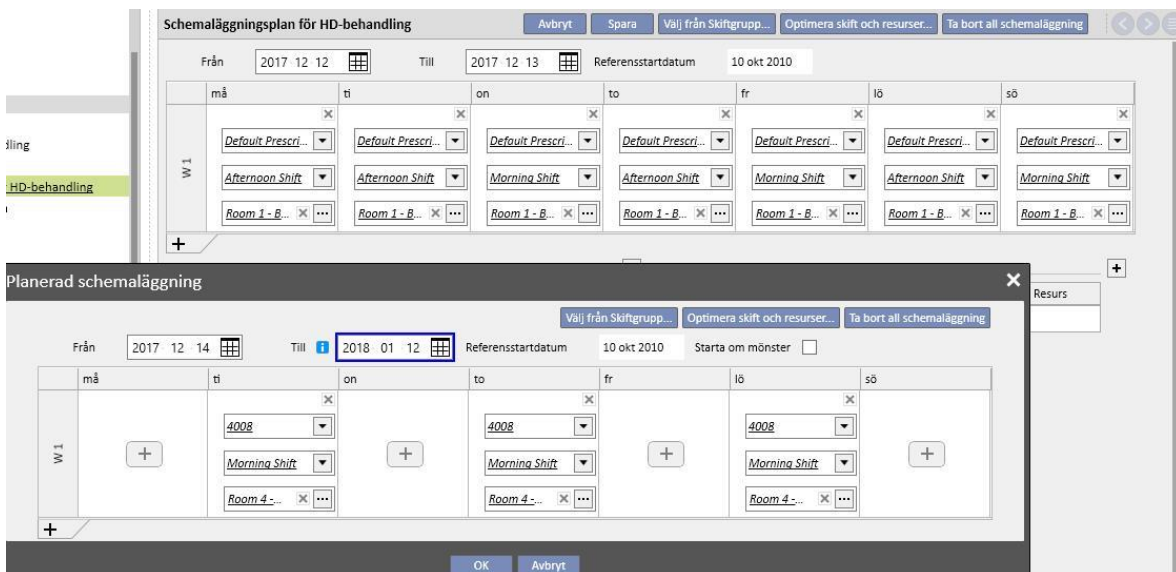 Schemaläggningsplan för HD-behandling Avbryt Spara Välj från Skiftgrupp... Optimera skift och resurser... Ta bort all schemaläggning
Från 2017 12 12 Till 2017 12 13 Referensstartdatum 10 okt 2010
må ti on to fr lö sö
dling
Default Prescri... Default Prescri... Default Prescri... Default Prescri... Default Prescri... Default Prescri... Default Prescri...
W 1
HD-behandling
Afternoon Shift Afternoon Shift Morning Shift Afternoon Shift Morning Shift Afternoon Shift Morning Shift
Room 1 - B... Room 1 - B... Room 1 - B... Room 1 - B... Room 1 - B... Room 1 - B... Room 1 - B...
Planerad schemaläggning
Resurs
Välj från Skiftgrupp... Optimera skift och resurser... Ta bort all schemaläggning
Från 2017 12 14 Till 2018 01 12 Referensstartdatum 10 okt 2010 Starta om mönster
må ti on to fr lö sö
4008 4008 4008
W 1
Morning Shift Morning Shift Morning Shift
Room 4 -... Room 4 -... Room 4 -...
OK Avbryt